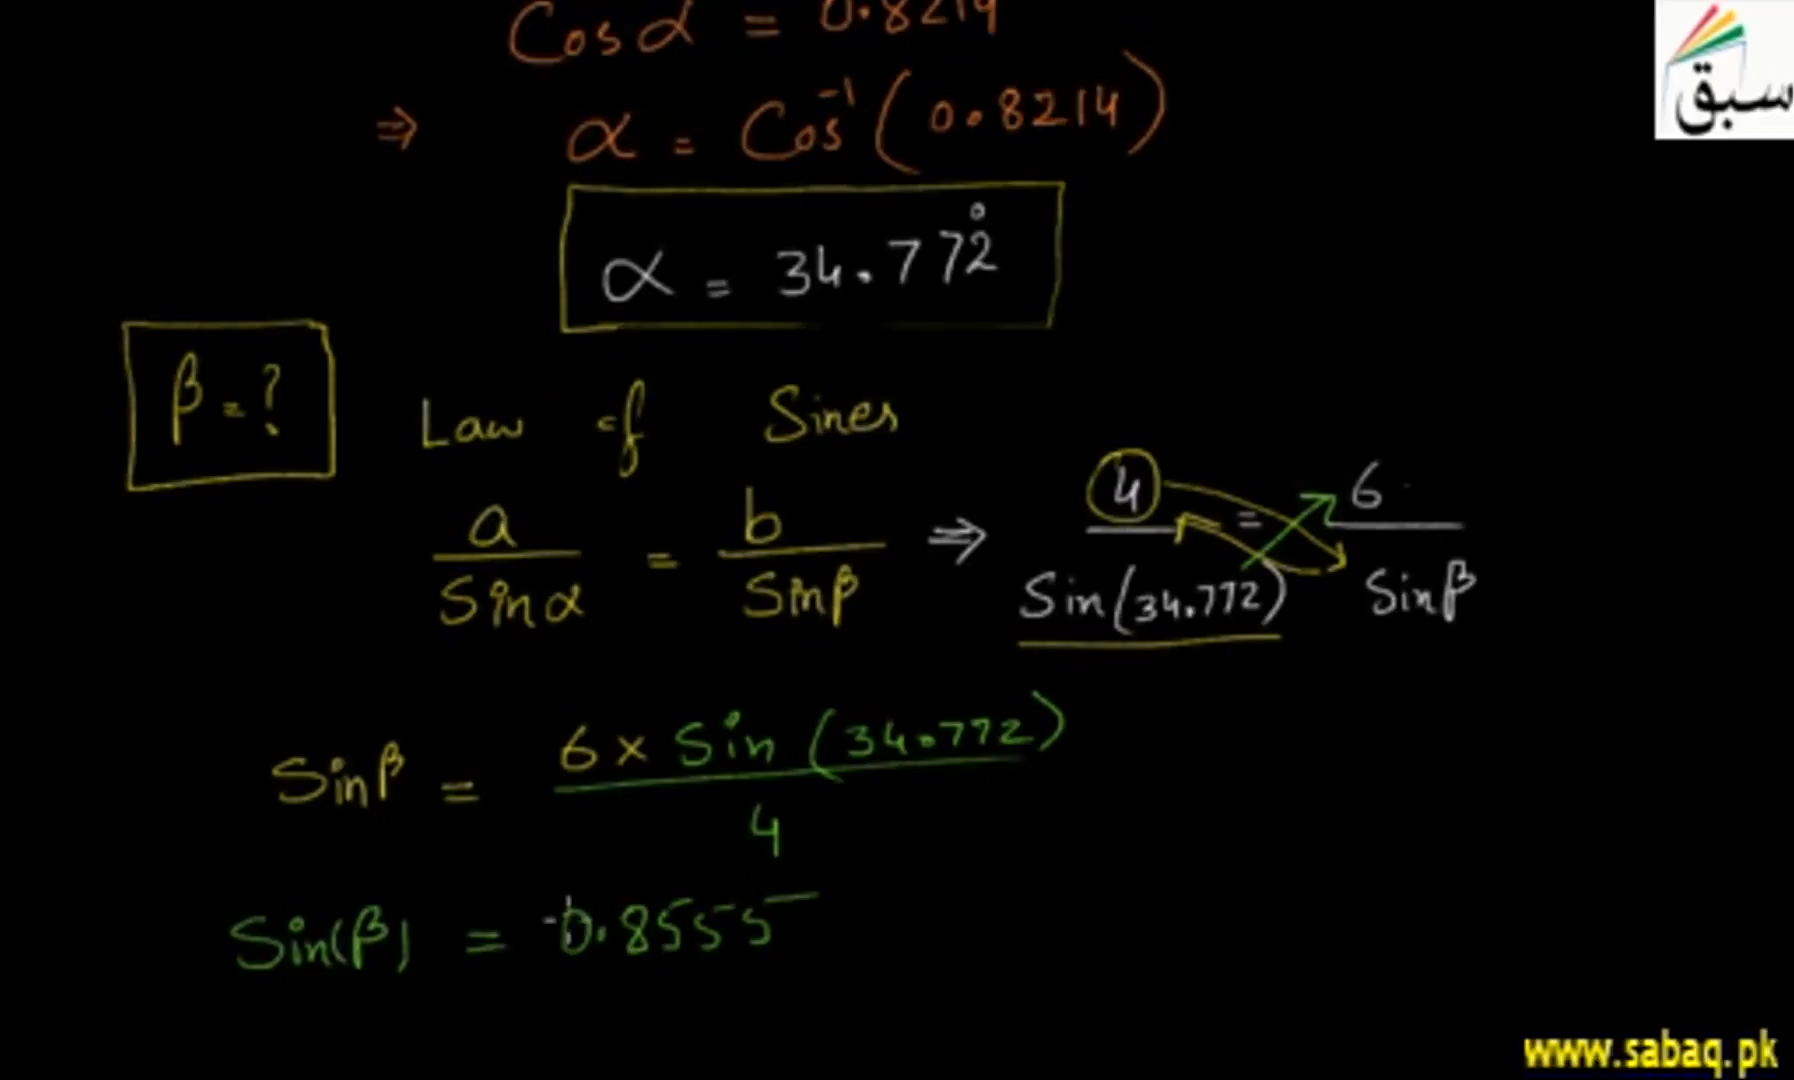 Cos α = 0.8214
⇒ α = Cos⁻¹ (0.8214)
سبق
α = 34.772°
β = ?
Law of Sines
a/Sin α = b/Sin β ⇒ 4/Sin(34.772) = 6/Sin β
Sin β = 6 × Sin (34.772)/4
Sin(β) = 0.8555
www.sabaq.pk